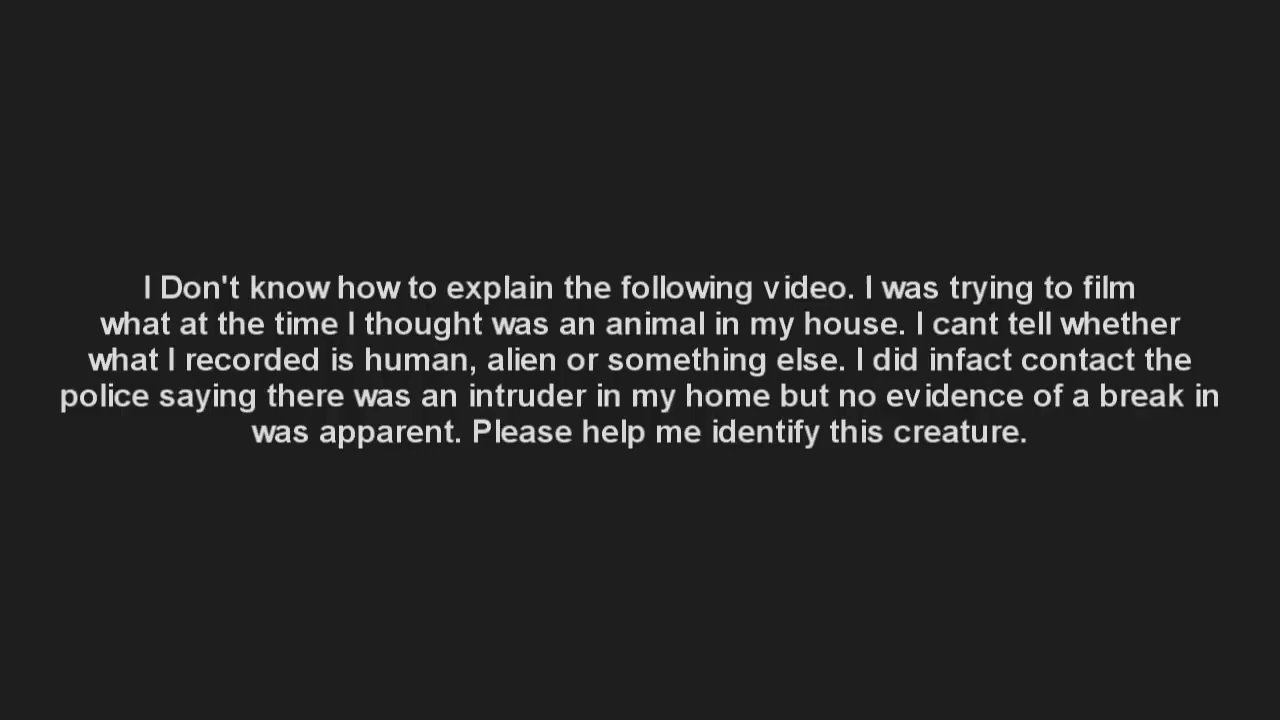 I Don't know how to explain the following video. I was trying to film
what at the time I thought was an animal in my house. I cant tell whether
what I recorded is human, alien or something else. I did infact contact the
police saying there was an intruder in my home but no evidence of a break in
was apparent. Please help me identify this creature.